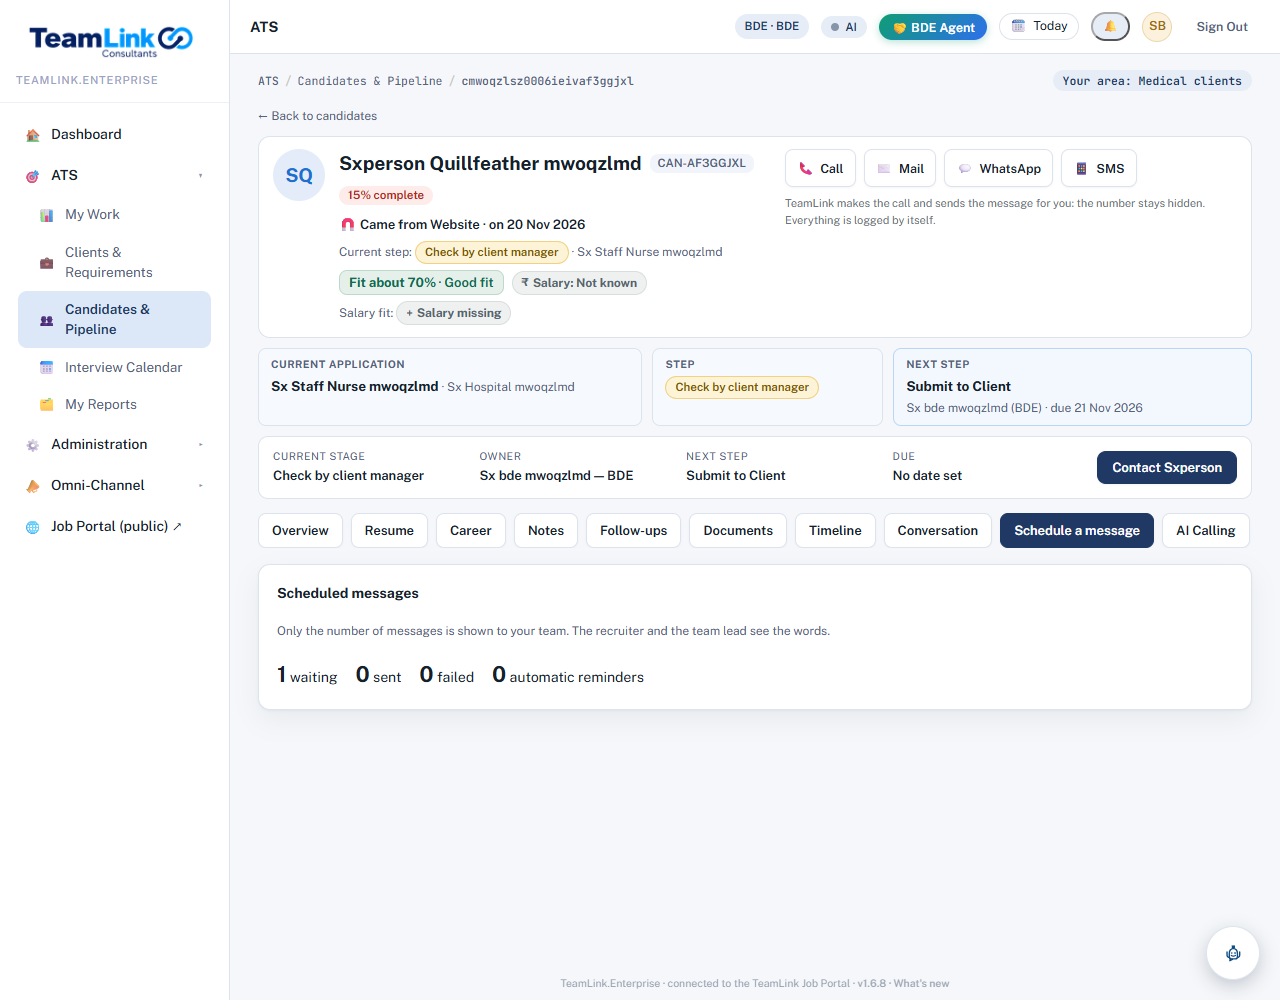 TeamLink
Consultants
TEAMLINK.ENTERPRISE
Dashboard
ATS
My Work
Clients &
Requirements
Candidates &
Pipeline
Interview Calendar
My Reports
Administration
Omni-Channel
Job Portal (public) ↗
ATS
BDE · BDE
AI
BDE Agent
Today
SB
Sign Out
ATS / Candidates & Pipeline / cmwoqzlsz0006ieivaf3ggjxl
Your area: Medical clients
← Back to candidates
SQ
Sxperson Quillfeather mwoqzlmd
CAN-AF3GGJXL
15% complete
Came from Website · on 20 Nov 2026
Current step: Check by client manager · Sx Staff Nurse mwoqzlmd
Fit about 70% · Good fit
₹ Salary: Not known
Salary fit: + Salary missing
Call
Mail
WhatsApp
SMS
TeamLink makes the call and sends the message for you: the number stays hidden.
Everything is logged by itself.
CURRENT APPLICATION
Sx Staff Nurse mwoqzlmd · Sx Hospital mwoqzlmd
STEP
Check by client manager
NEXT STEP
Submit to Client
Sx bde mwoqzlmd (BDE) · due 21 Nov 2026
CURRENT STAGE
Check by client manager
OWNER
Sx bde mwoqzlmd — BDE
NEXT STEP
Submit to Client
DUE
No date set
Contact Sxperson
Overview
Resume
Career
Notes
Follow-ups
Documents
Timeline
Conversation
Schedule a message
AI Calling
Scheduled messages
Only the number of messages is shown to your team. The recruiter and the team lead see the words.
1 waiting 0 sent 0 failed 0 automatic reminders
TeamLink.Enterprise · connected to the TeamLink Job Portal · v1.6.8 · What's new